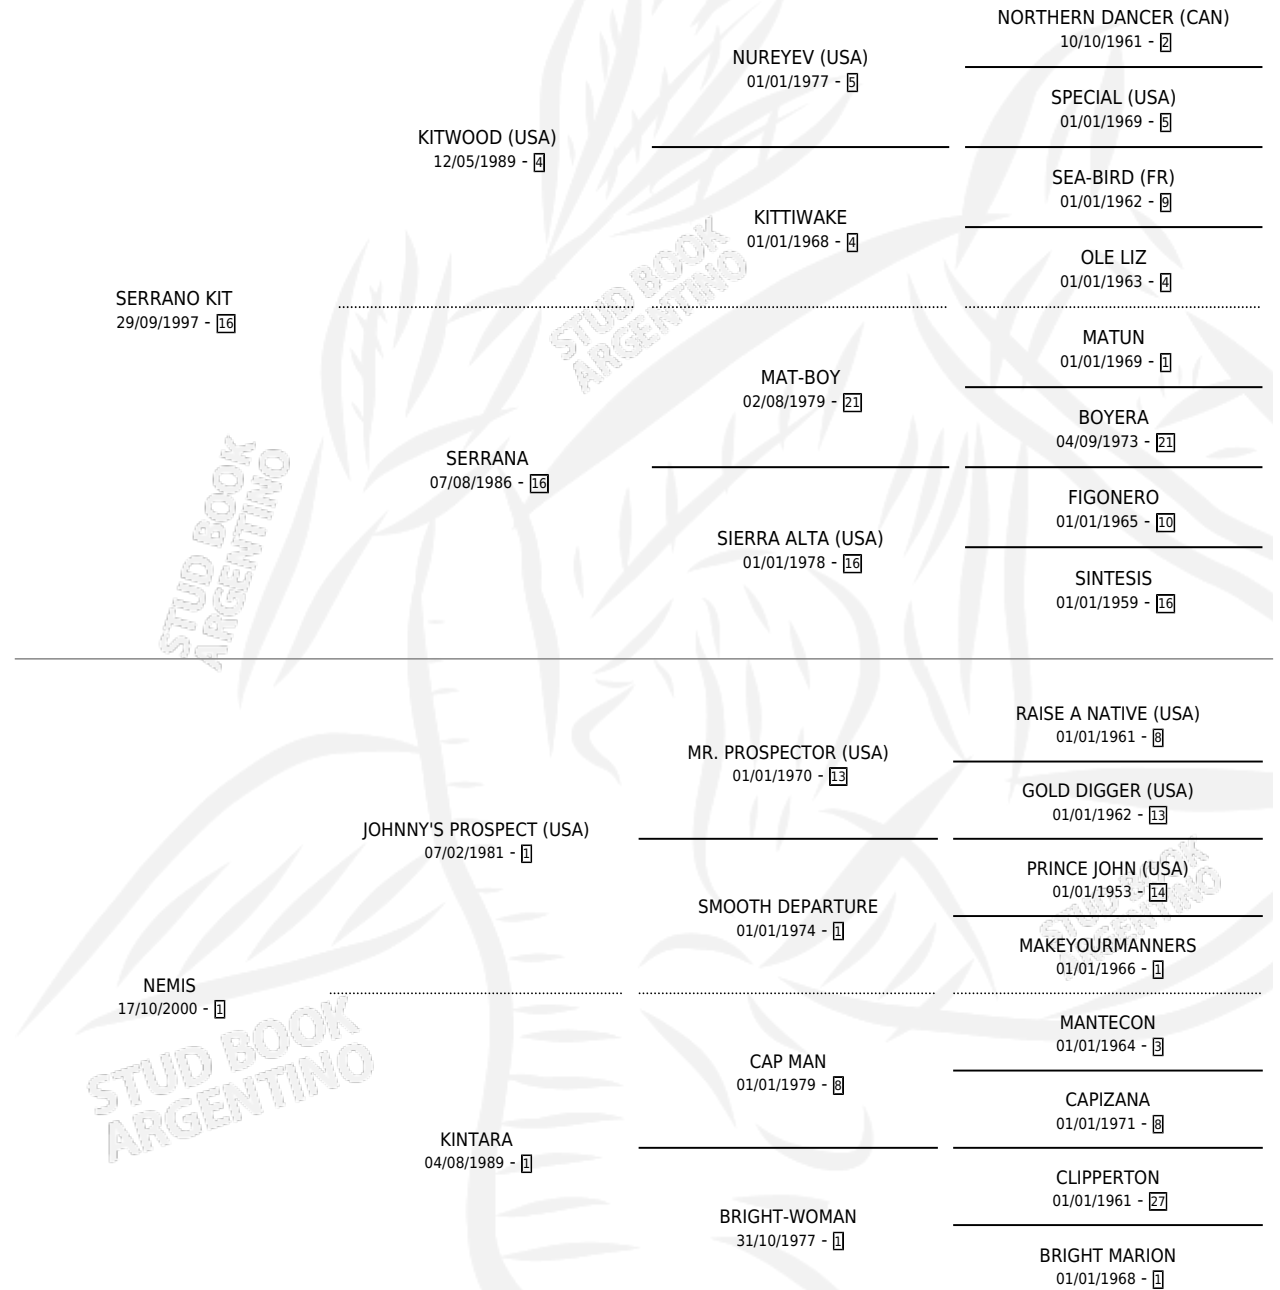 NORTHERN DANCER (CAN)
10/10/1961 - 2
NUREYEV (USA)
01/01/1977 - 5
SPECIAL (USA)
01/01/1969 - 5
KITWOOD (USA)
12/05/1989 - 4
SEA-BIRD (FR)
01/01/1962 - 9
KITTIWAKE
01/01/1968 - 4
OLE LIZ
01/01/1963 - 4
SERRANO KIT
29/09/1997 - 16
MATUN
01/01/1969 - 1
MAT-BOY
02/08/1979 - 21
BOYERA
04/09/1973 - 21
SERRANA
07/08/1986 - 16
FIGONERO
01/01/1965 - 10
SIERRA ALTA (USA)
01/01/1978 - 16
SINTESIS
01/01/1959 - 16
STUD BOOK
ARGENTINO
STUD BOOK
ARGENTINO
RAISE A NATIVE (USA)
01/01/1961 - 8
MR. PROSPECTOR (USA)
01/01/1970 - 13
GOLD DIGGER (USA)
01/01/1962 - 13
JOHNNY'S PROSPECT (USA)
07/02/1981 - 1
PRINCE JOHN (USA)
01/01/1953 - 14
SMOOTH DEPARTURE
01/01/1974 - 1
MAKEYOURMANNERS
01/01/1966 - 1
NEMIS
17/10/2000 - 1
MANTECON
01/01/1964 - 3
CAP MAN
01/01/1979 - 8
CAPIZANA
01/01/1971 - 8
KINTARA
04/08/1989 - 1
CLIPPERTON
01/01/1961 - 27
BRIGHT-WOMAN
31/10/1977 - 1
BRIGHT MARION
01/01/1968 - 1
STUD BOOK
ARGENTINO
STUD BOOK
ARGENTINO